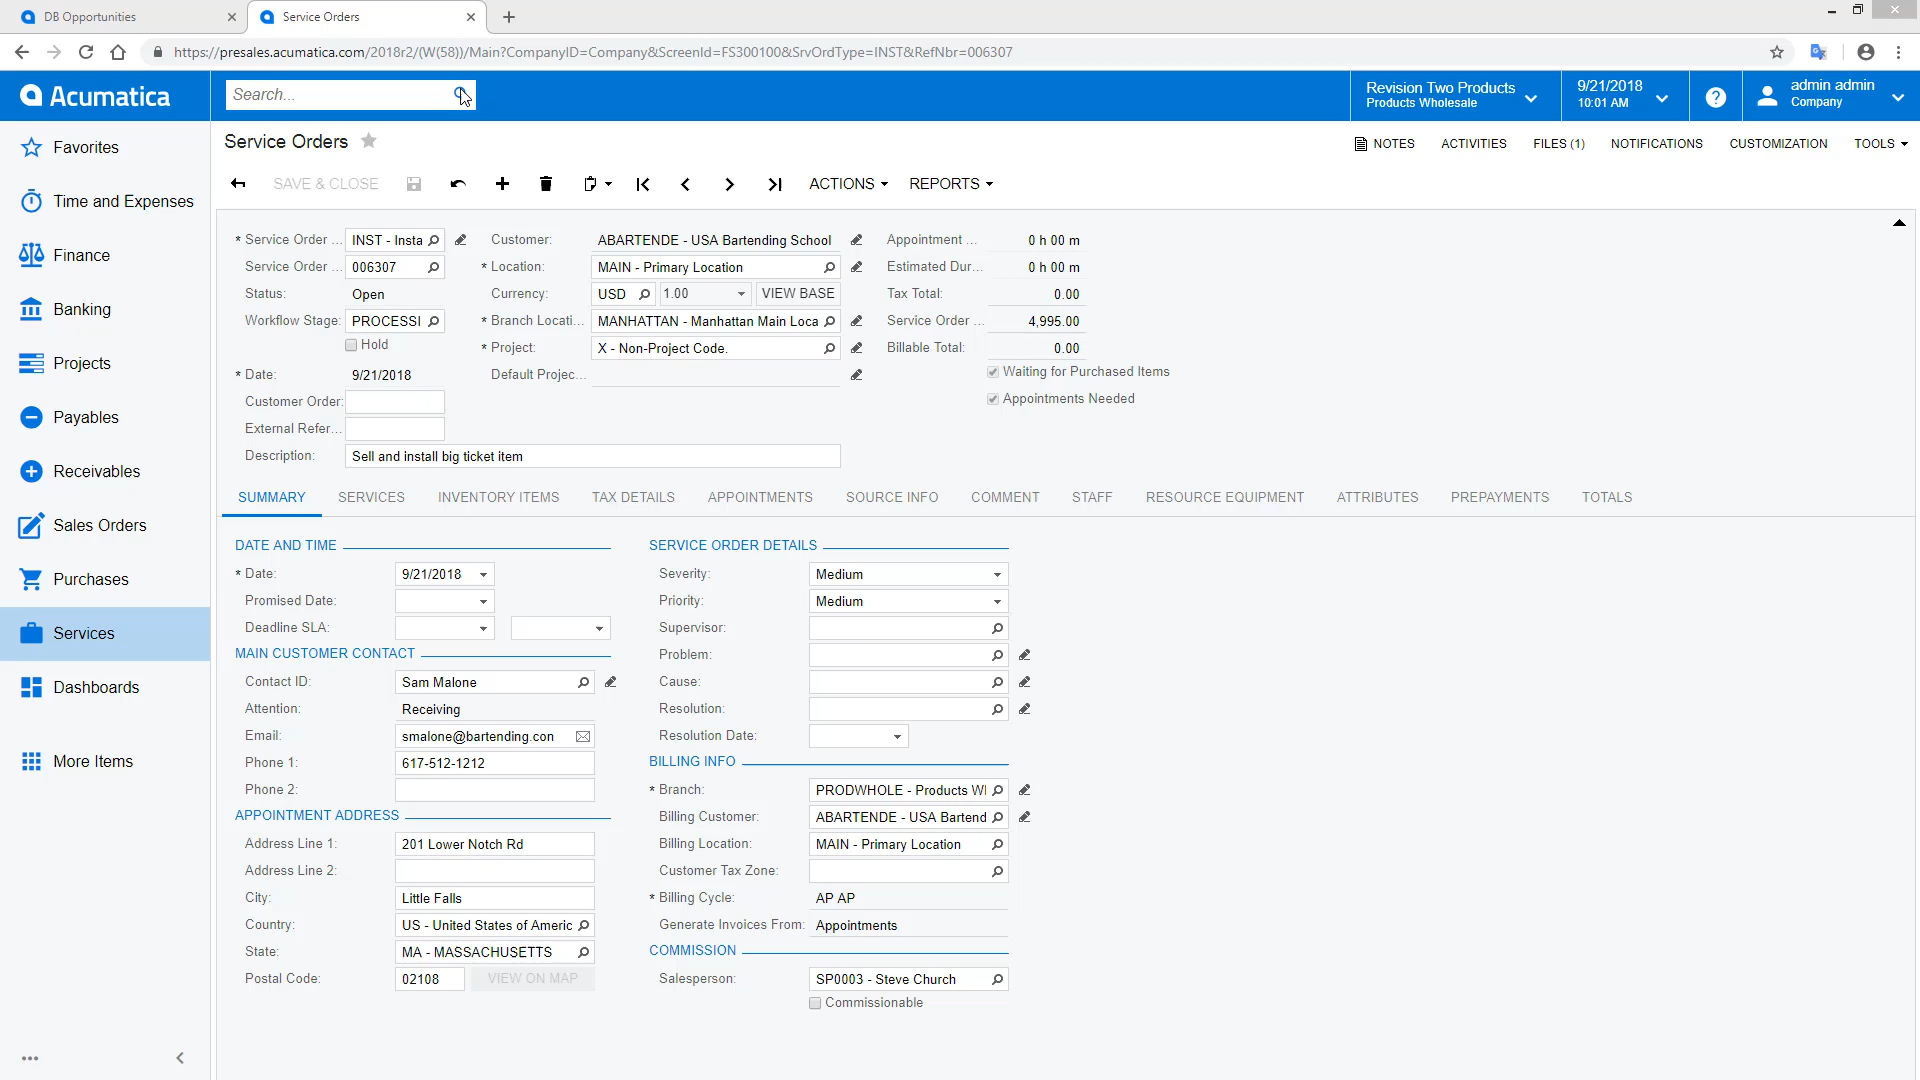 DB Opportunities
Service Orders
https://presales.acumatica.com/2018r2/(W(58))/Main?CompanyID=Company&ScreenId=FS300100&SrvOrdType=INST&RefNbr=006307
Acumatica
Search...
Revision Two Products
Products Wholesale
9/21/2018
10:01 AM
?
admin admin
Company
Favorites
Time and Expenses
Finance
Banking
Projects
Payables
Receivables
Sales Orders
Purchases
Services
Dashboards
More Items
Service Orders
NOTES ACTIVITIES FILES (1) NOTIFICATIONS CUSTOMIZATION TOOLS
SAVE & CLOSE ACTIONS REPORTS
* Service Order ... INST - Insta
Service Order ... 006307
Status: Open
Workflow Stage: PROCESSI
Hold
* Date: 9/21/2018
Customer Order:
External Refer...
Description: Sell and install big ticket item
Customer: ABARTENDE - USA Bartending School
* Location: MAIN - Primary Location
Currency: USD 1.00 VIEW BASE
* Branch Locati... MANHATTAN - Manhattan Main Loca
* Project: X - Non-Project Code.
Default Projec...
Appointment ... 0 h 00 m
Estimated Dur... 0 h 00 m
Tax Total: 0.00
Service Order ... 4,995.00
Billable Total: 0.00
Waiting for Purchased Items
Appointments Needed
SUMMARY SERVICES INVENTORY ITEMS TAX DETAILS APPOINTMENTS SOURCE INFO COMMENT STAFF RESOURCE EQUIPMENT ATTRIBUTES PREPAYMENTS TOTALS
DATE AND TIME
* Date: 9/21/2018
Promised Date:
Deadline SLA:
MAIN CUSTOMER CONTACT
Contact ID: Sam Malone
Attention: Receiving
Email: smalone@bartending.con
Phone 1: 617-512-1212
Phone 2:
APPOINTMENT ADDRESS
Address Line 1: 201 Lower Notch Rd
Address Line 2:
City: Little Falls
Country: US - United States of Americ
State: MA - MASSACHUSETTS
Postal Code: 02108 VIEW ON MAP
SERVICE ORDER DETAILS
Severity: Medium
Priority: Medium
Supervisor:
Problem:
Cause:
Resolution:
Resolution Date:
BILLING INFO
* Branch: PRODWHOLE - Products Wl
Billing Customer: ABARTENDE - USA Bartend
Billing Location: MAIN - Primary Location
Customer Tax Zone:
* Billing Cycle: AP AP
Generate Invoices From: Appointments
COMMISSION
Salesperson: SP0003 - Steve Church
Commissionable